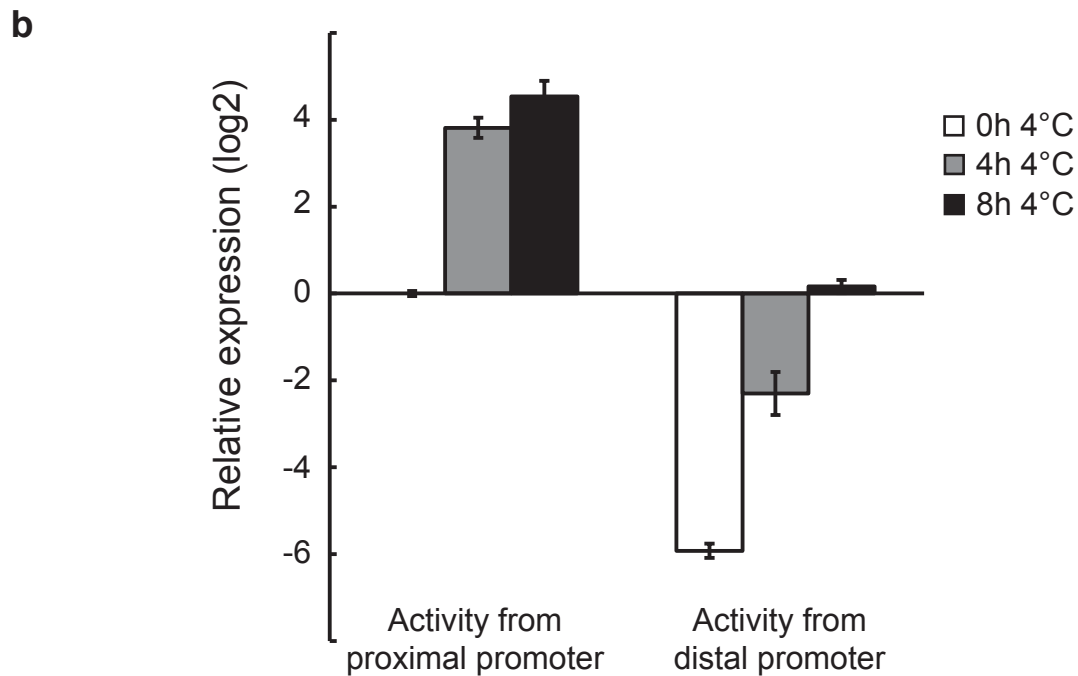 b
Relative expression (log2)
4
2
0
-2
-4
-6
0h 4°C
4h 4°C
8h 4°C
Activity from
proximal promoter
Activity from
distal promoter